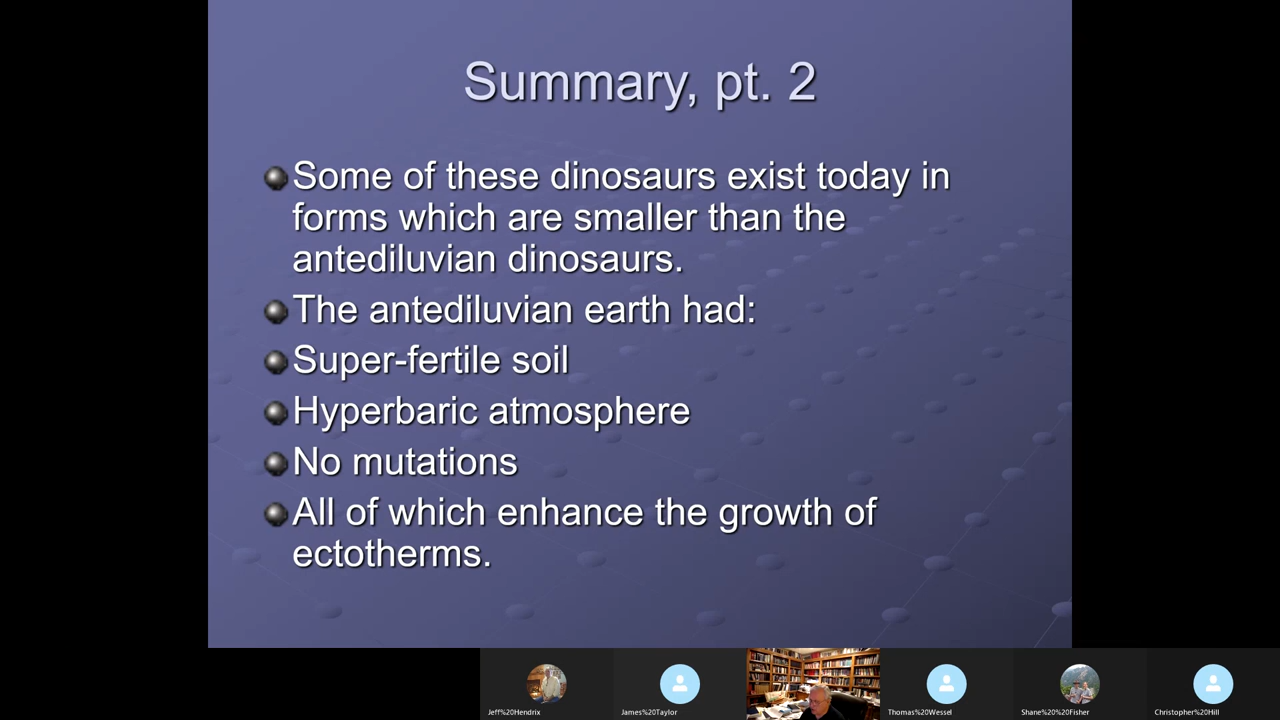 Summary, pt. 2
Some of these dinosaurs exist today in
forms which are smaller than the
antediluvian dinosaurs.
The antediluvian earth had:
Super-fertile soil
Hyperbaric atmosphere
No mutations
All of which enhance the growth of
ectotherms.
Jeff%20Hendrix
James%20Taylor
Thomas%20Wessel
Shane%20%20Fisher
Christopher%20Hill